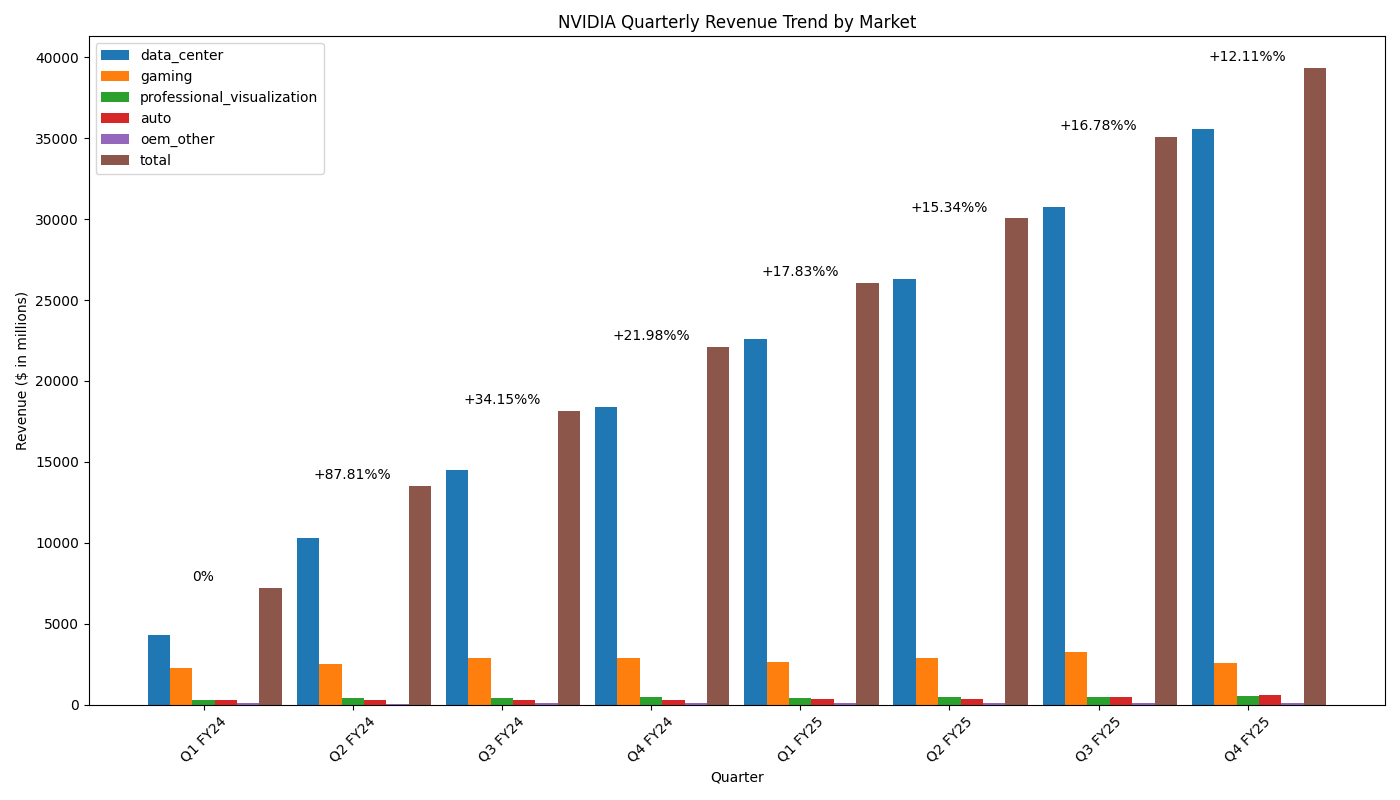 NVIDIA Quarterly Revenue Trend by Market
data_center
gaming
professional_visualization
auto
oem_other
total
Revenue ($ in millions)
40000
35000
30000
25000
20000
15000
10000
5000
0
0%
+87.81%%
+34.15%%
+21.98%%
+17.83%%
+15.34%%
+16.78%%
+12.11%%
Q1 FY24
Q2 FY24
Q3 FY24
Q4 FY24
Q1 FY25
Q2 FY25
Q3 FY25
Q4 FY25
Quarter